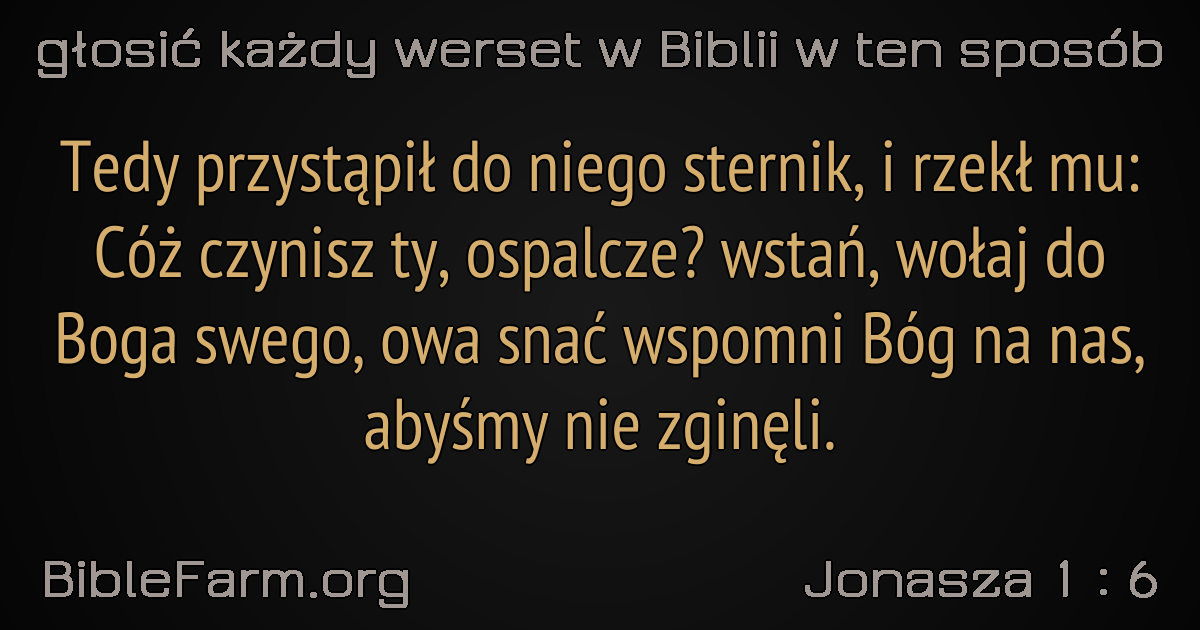 głosić każdy werset w Biblii w ten sposób
Tedy przystąpił do niego sternik, i rzekł mu:
Cóż czynisz ty, ospalcze? wstań, wołaj do
Boga swego, owa snać wspomni Bóg na nas,
abyśmy nie zginęli.
BibleFarm.org
Jonasza 1 : 6